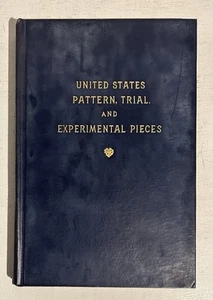 UNITED STATES
PATTERN, TRIAL,
AND
EXPERIMENTAL PIECES